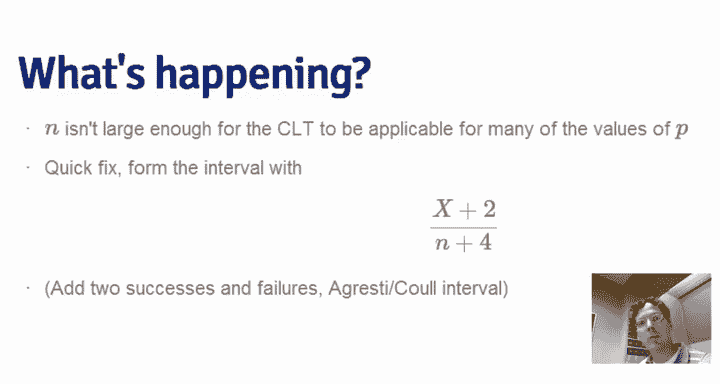 What's happening?
· n isn't large enough for the CLT to be applicable for many of the values of p
· Quick fix, form the interval with
X + 2
n + 4
· (Add two successes and failures, Agresti/Coull interval)